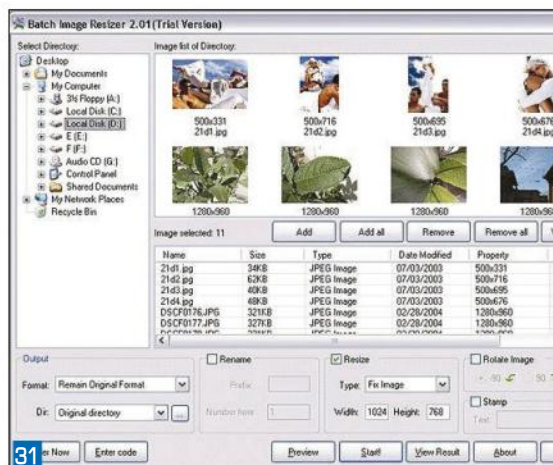 Batch Image Resizer 2.01(Trial Version)
Select Directory:
Image list of Directory:
Desktop
My Documents
My Computer
3½ Floppy (A:)
Local Disk (C:)
Local Disk (D:)
E (E:)
F (F:)
Audio CD (G:)
Control Panel
Shared Documents
My Network Places
Recycle Bin
500x331 500x716 500x695 500x676
21d1.jpg 21d2.jpg 21d3.jpg 21d4.jpg
1280x960 1280x960 1280x960 1280x960
Image selected: 11
Add Add all Remove Remove all
Name Size Type Date Modified Property
21d1.jpg 34KB JPEG Image 07/03/2003 500x331
21d2.jpg 62KB JPEG Image 07/03/2003 500x716
21d3.jpg 40KB JPEG Image 07/03/2003 500x695
21d4.jpg 48KB JPEG Image 07/03/2003 500x676
DSCF0176.JPG 321KB JPEG Image 02/28/2004 1280x960
DSCF0177.JPG 327KB JPEG Image 02/28/2004 1280x960
Output
Format: Remain Original Format
Dir: Original directory ...
Rename
Prefix:
Number from: 1
Resize
Type: Fix Image
Width: 1024 Height: 768
Rotate Image
-90 90
Stamp
Text:
31
Now Enter code Preview Start! View Result About